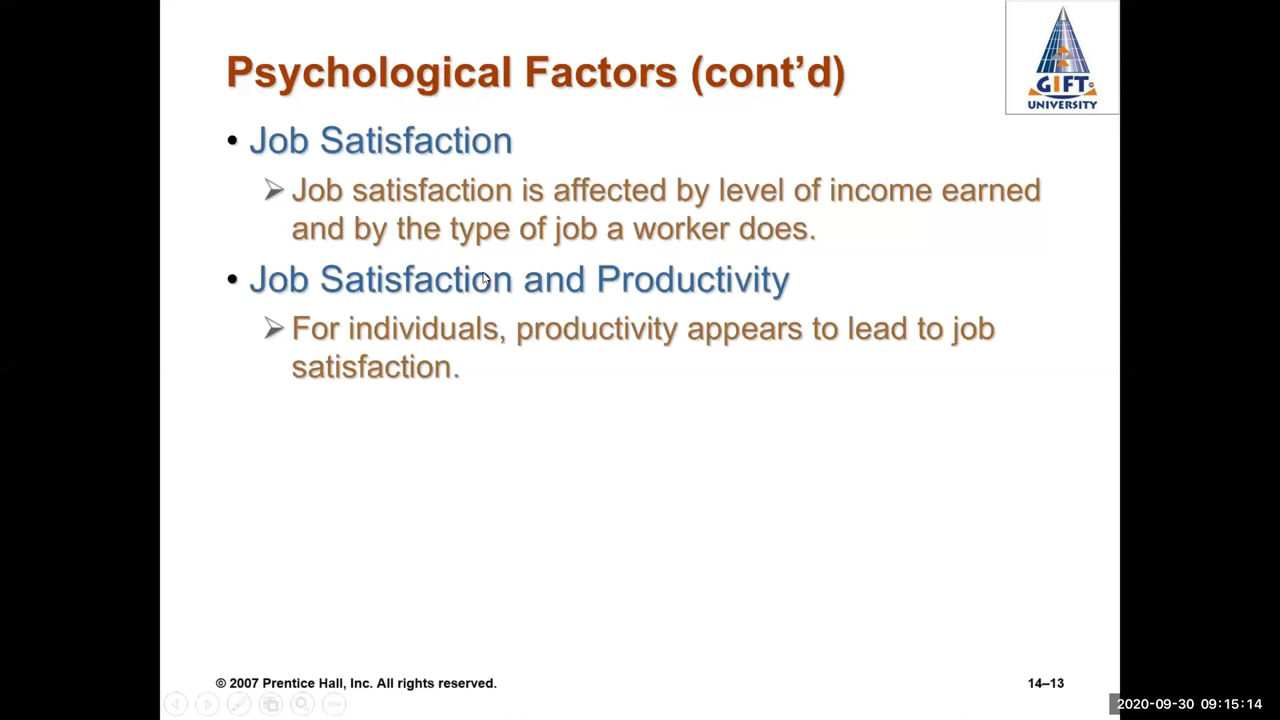 Psychological Factors (cont’d)
GIFT
UNIVERSITY
• Job Satisfaction
➢ Job satisfaction is affected by level of income earned
and by the type of job a worker does.
• Job Satisfaction and Productivity
➢ For individuals, productivity appears to lead to job
satisfaction.
© 2007 Prentice Hall, Inc. All rights reserved.
14–13
2020-09-30 09:15:14